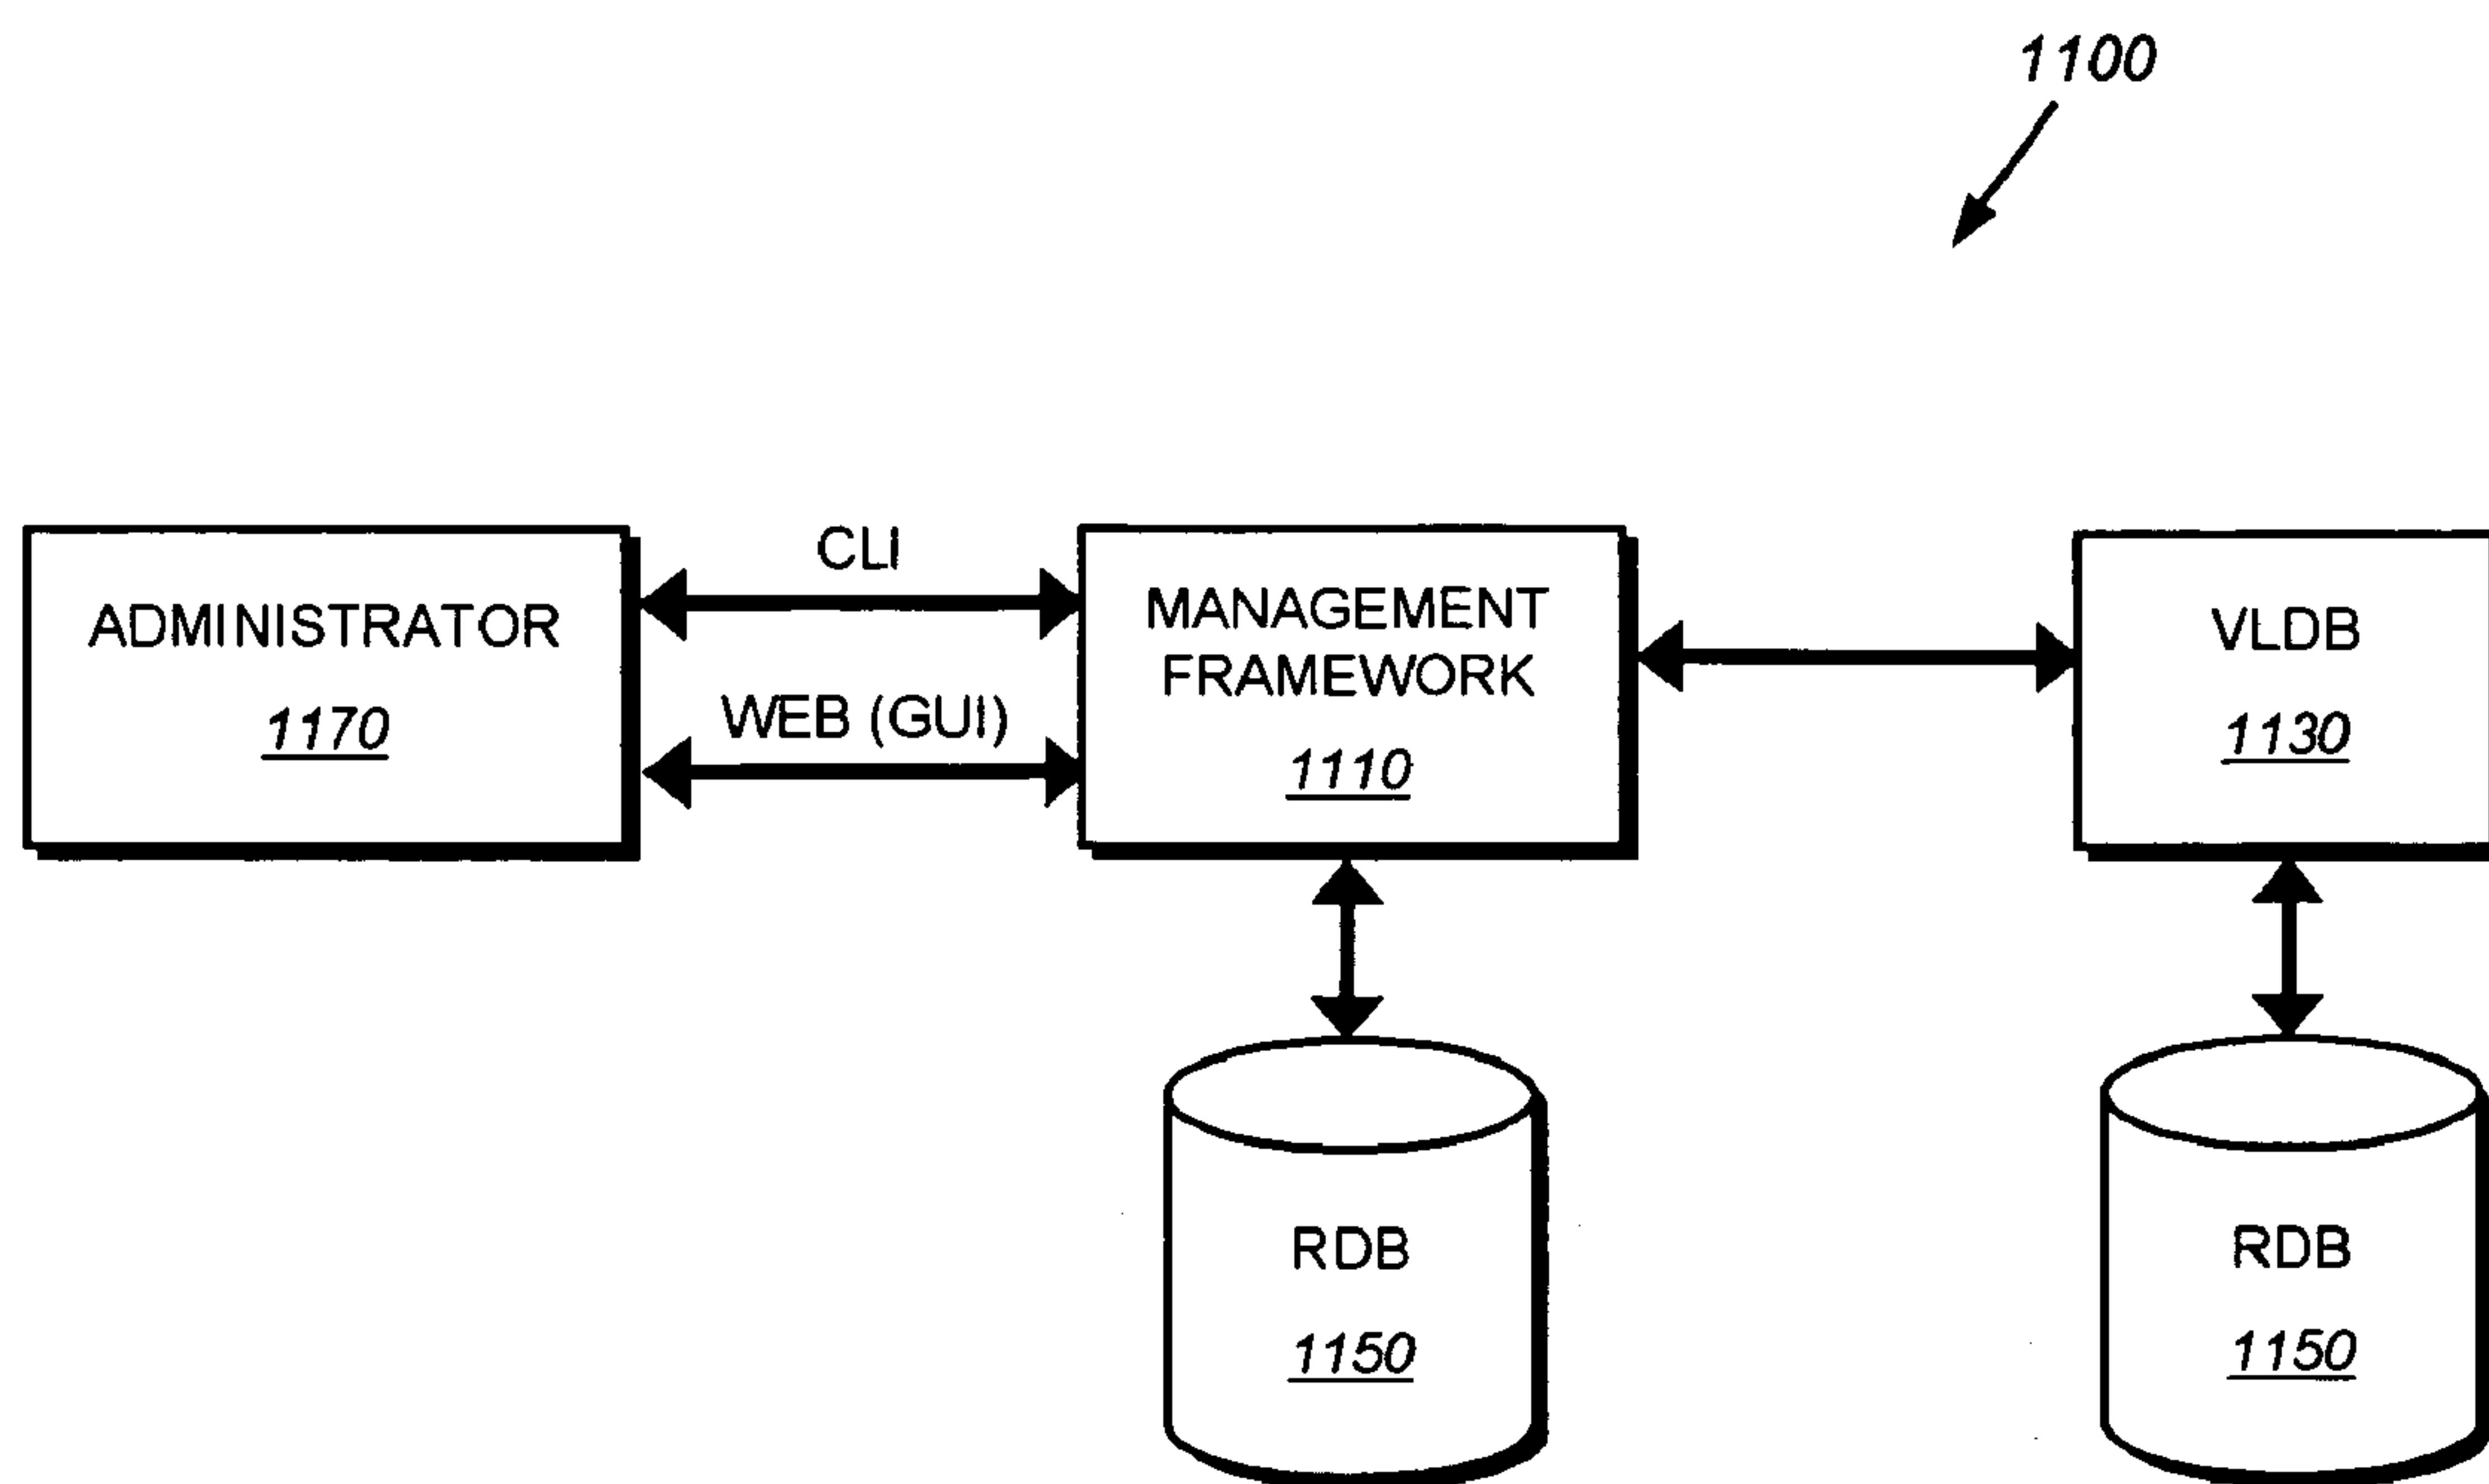 1100
CLI
ADMINISTRATOR
1170
WEB (GUI)
MANAGEMENT
FRAMEWORK
1110
VLDB
1130
RDB
1150
RDB
1150